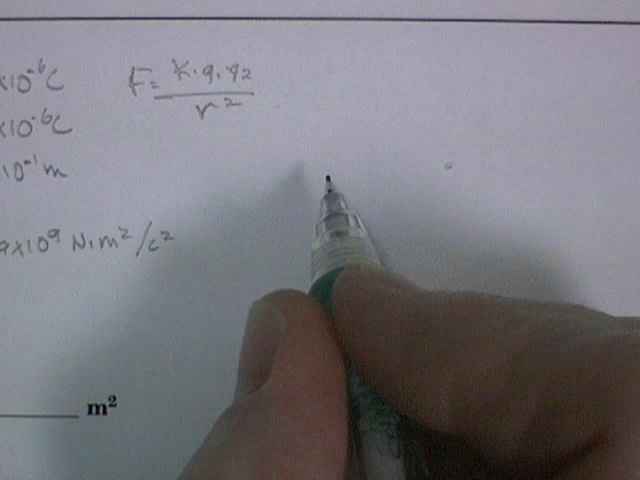 x10⁻⁶C
F= K·q₁·q₂
r²
x10⁻⁶C
10⁻¹m
9x10⁹ N·m²/c²
m²